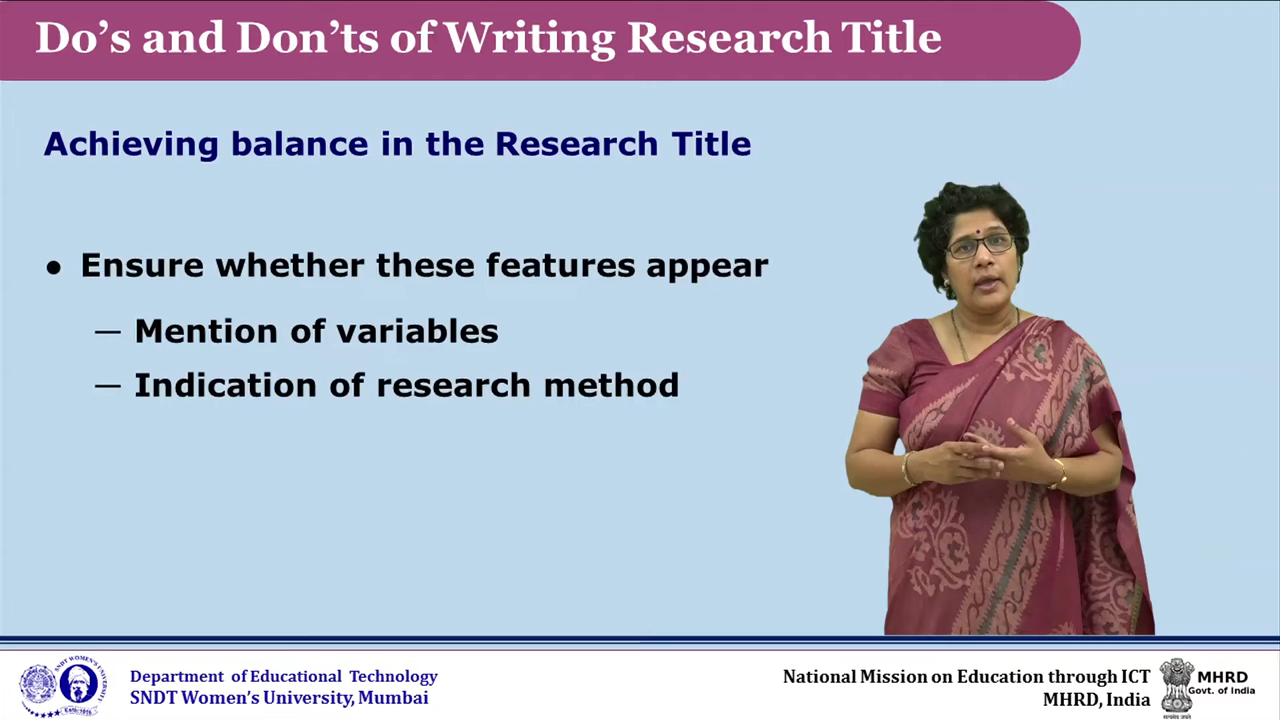 Do’s and Don’ts of Writing Research Title
Achieving balance in the Research Title
● Ensure whether these features appear
— Mention of variables
— Indication of research method
Department of Educational Technology
SNDT Women’s University, Mumbai
National Mission on Education through ICT
MHRD, India
MHRD
Govt. of India